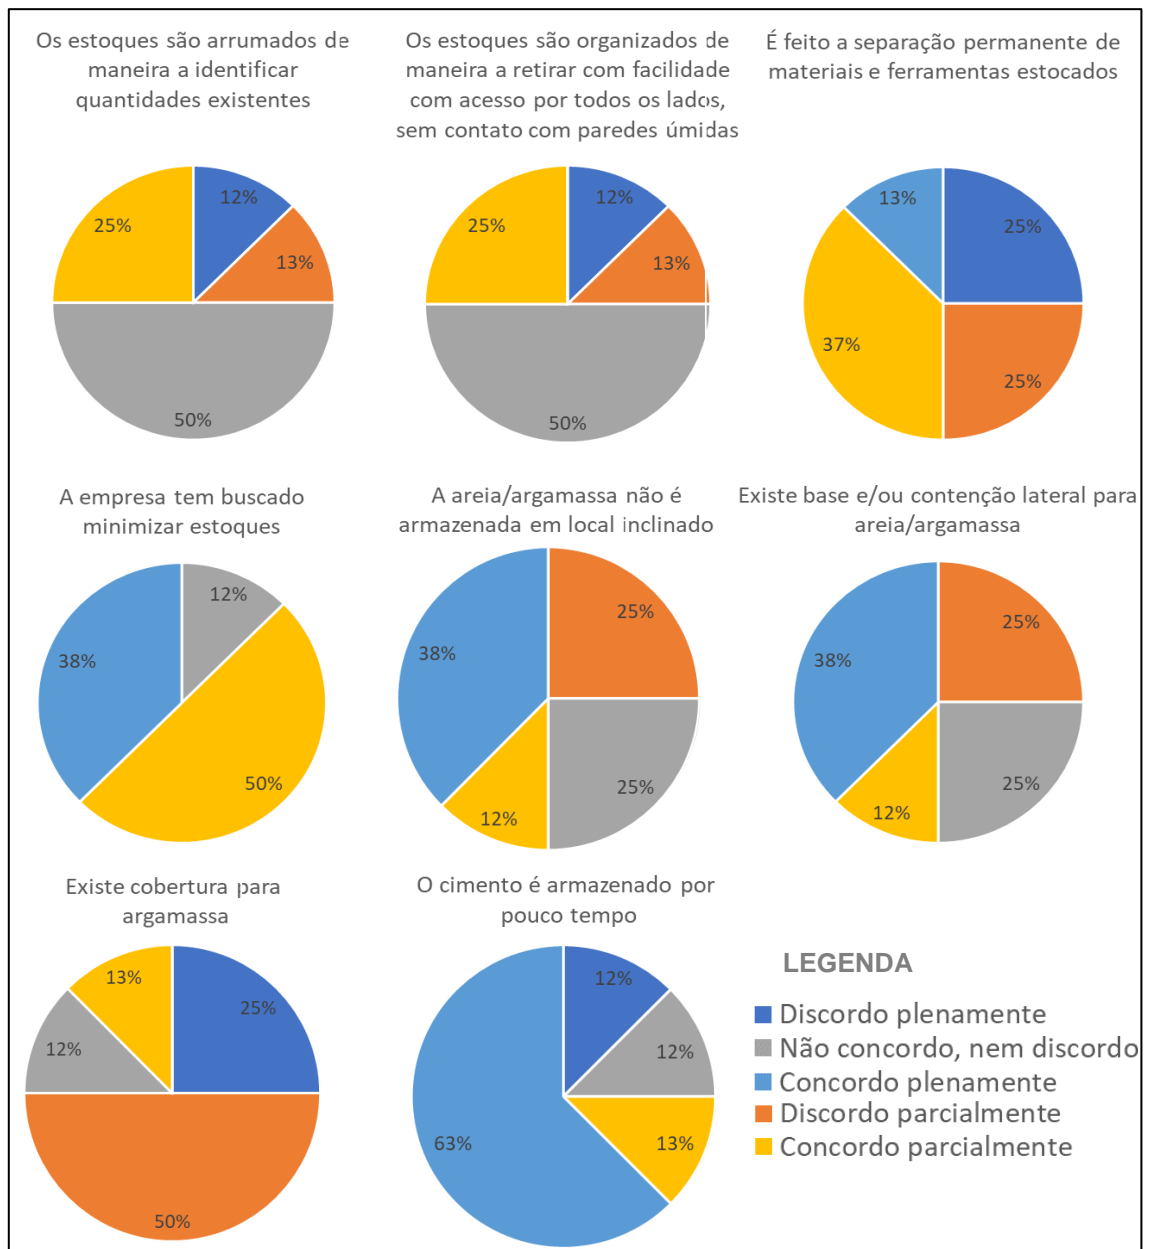 Os estoques são arrumados de
maneira a identificar
quantidades existentes
12%
13%
50%
25%
Os estoques são organizados de
maneira a retirar com facilidade
com acesso por todos os lados,
sem contato com paredes úmidas
12%
13%
50%
25%
É feito a separação permanente de
materiais e ferramentas estocados
25%
25%
37%
13%
A empresa tem buscado
minimizar estoques
12%
50%
38%
A areia/argamassa não é
armazenada em local inclinado
25%
25%
12%
38%
Existe base e/ou contenção lateral para
areia/argamassa
25%
25%
12%
38%
Existe cobertura para
argamassa
25%
50%
12%
13%
O cimento é armazenado por
pouco tempo
12%
12%
13%
63%
LEGENDA
Discordo plenamente
Não concordo, nem discordo
Concordo plenamente
Discordo parcialmente
Concordo parcialmente